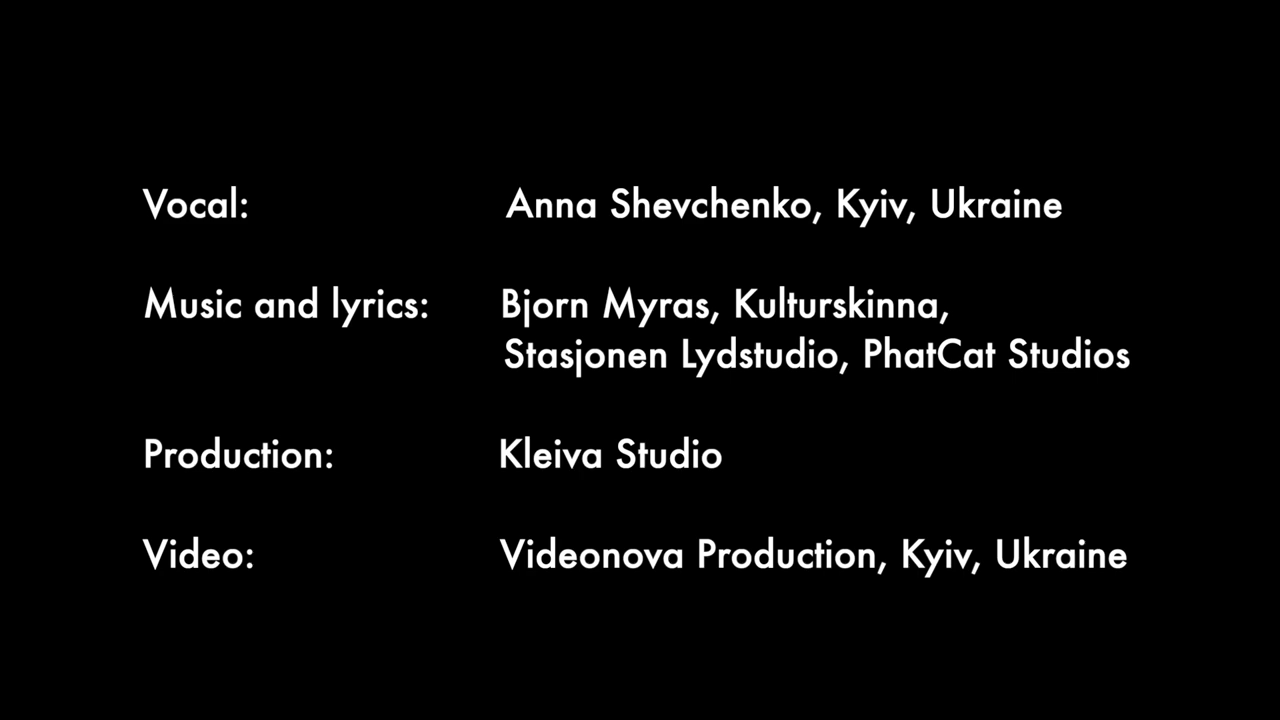 Vocal: Anna Shevchenko, Kyiv, Ukraine
Music and lyrics: Bjorn Myras, Kulturskinna,
Stasjonen Lydstudio, PhatCat Studios
Production: Kleiva Studio
Video: Videonova Production, Kyiv, Ukraine